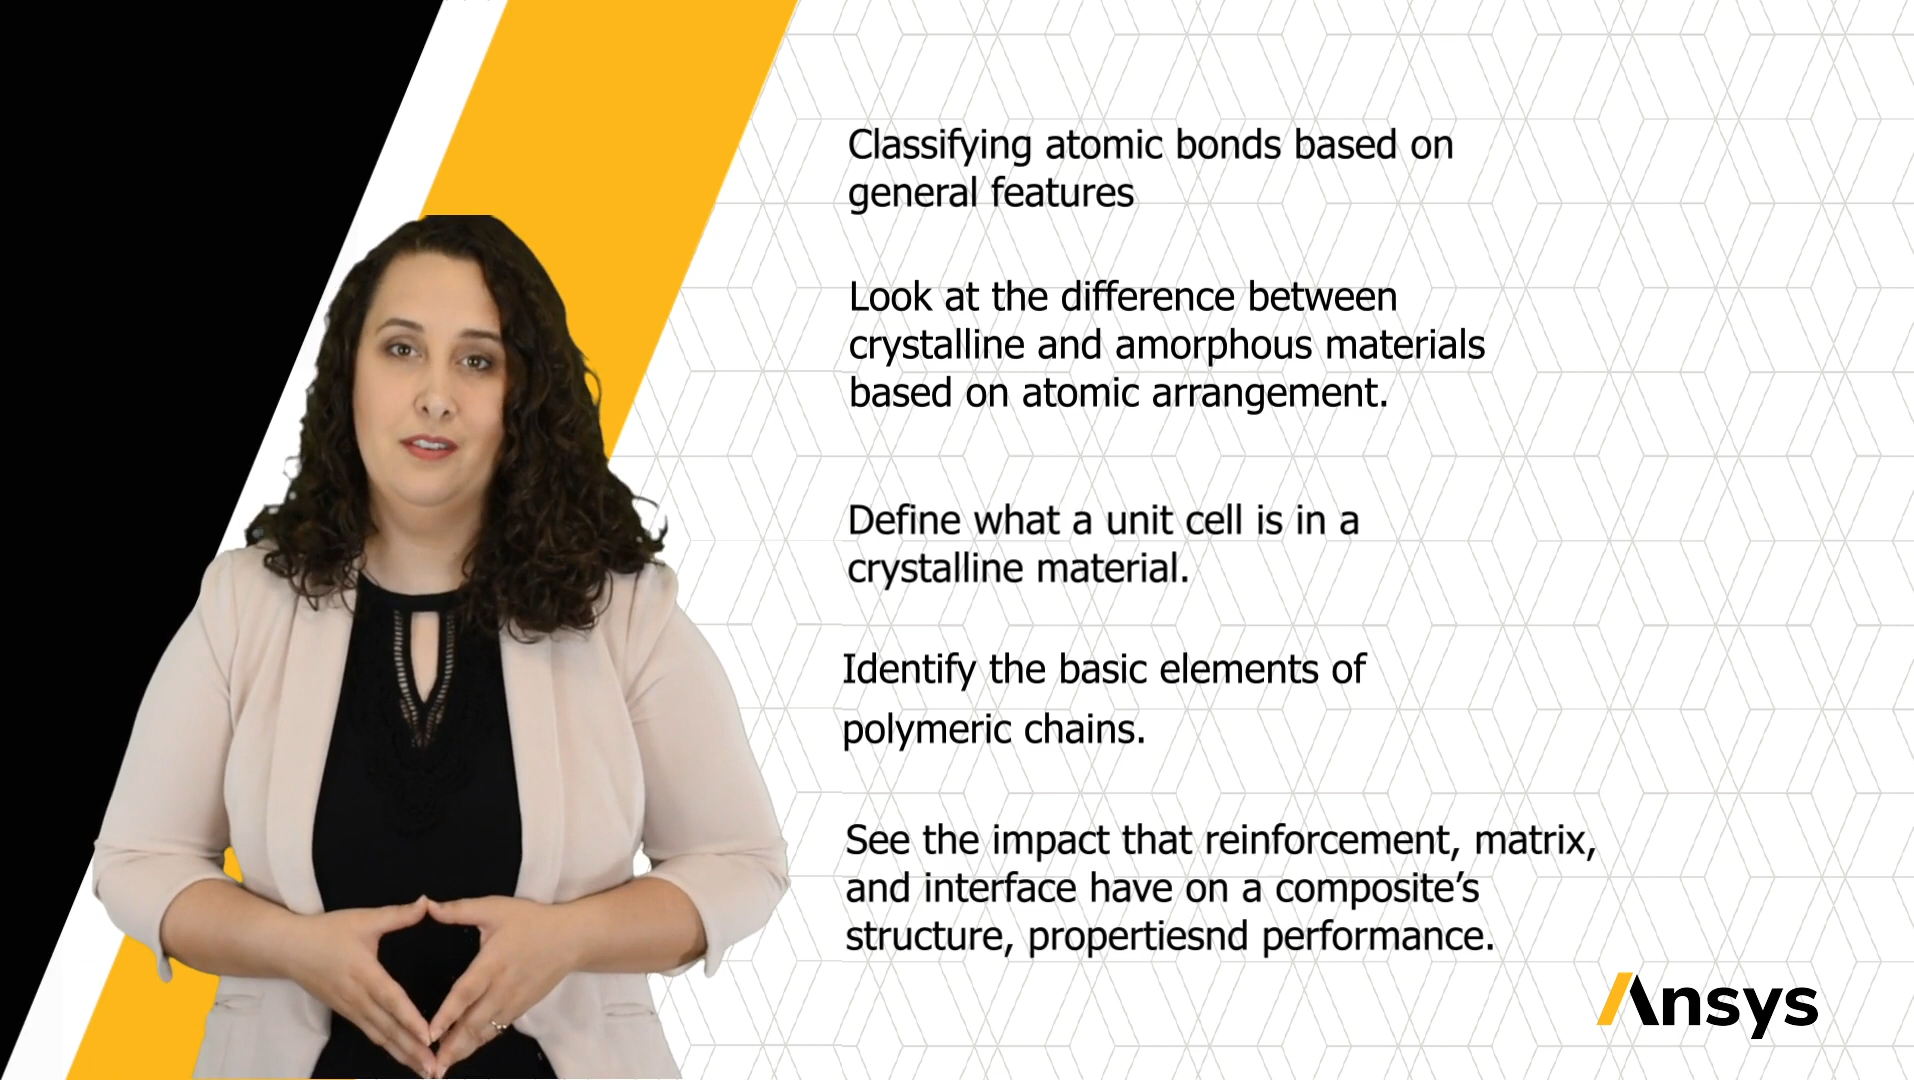 Classifying atomic bonds based on
general features
Look at the difference between
crystalline and amorphous materials
based on atomic arrangement.
Define what a unit cell is in a
crystalline material.
Identify the basic elements of
polymeric chains.
See the impact that reinforcement, matrix,
and interface have on a composite’s
structure, propertiesnd performance.
Ansys